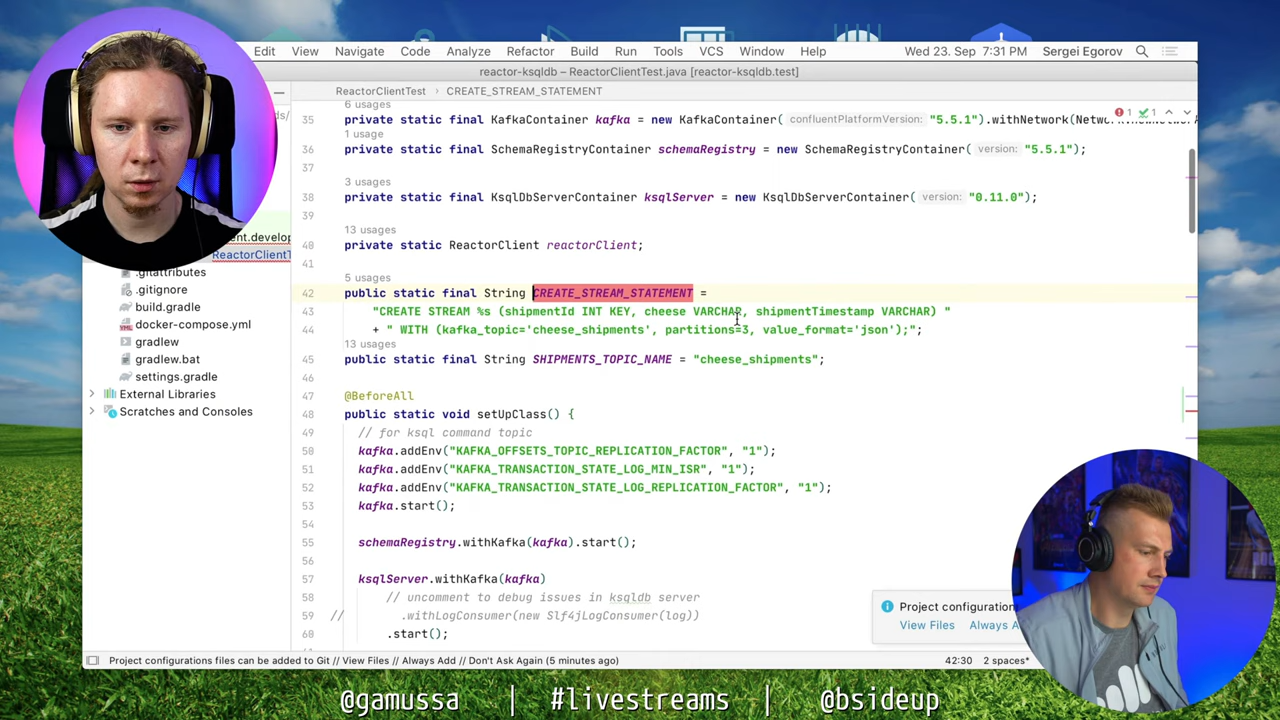 Edit View Navigate Code Analyze Refactor Build Run Tools VCS Window Help Wed 23. Sep 7:31 PM Sergei Egorov
reactor-ksqldb – ReactorClientTest.java [reactor-ksqldb.test]
ReactorClientTest › CREATE_STREAM_STATEMENT
6 usages
35 private static final KafkaContainer kafka = new KafkaContainer( confluentPlatformVersion: "5.5.1").withNetwork(
1 usage
36 private static final SchemaRegistryContainer schemaRegistry = new SchemaRegistryContainer( version: "5.5.1");
37
3 usages
38 private static final KsqlDbServerContainer ksqlServer = new KsqlDbServerContainer( version: "0.11.0");
39
13 usages
40 private static ReactorClient reactorClient;
41
5 usages
42 public static final String CREATE_STREAM_STATEMENT =
43 "CREATE STREAM %s (shipmentId INT KEY, cheese VARCHAR, shipmentTimestamp VARCHAR) "
44 + " WITH (kafka_topic='cheese_shipments', partitions=3, value_format='json');";
13 usages
45 public static final String SHIPMENTS_TOPIC_NAME = "cheese_shipments";
46
47 @BeforeAll
48 public static void setUpClass() {
49 // for ksql command topic
50 kafka.addEnv("KAFKA_OFFSETS_TOPIC_REPLICATION_FACTOR", "1");
51 kafka.addEnv("KAFKA_TRANSACTION_STATE_LOG_MIN_ISR", "1");
52 kafka.addEnv("KAFKA_TRANSACTION_STATE_LOG_REPLICATION_FACTOR", "1");
53 kafka.start();
54
55 schemaRegistry.withKafka(kafka).start();
56
57 ksqlServer.withKafka(kafka)
58 // uncomment to debug issues in ksqldb server
59 // .withLogConsumer(new Slf4jLogConsumer(log))
60 .start();
1 1
ent.develop
ReactorClientT
.gitattributes
.gitignore
build.gradle
docker-compose.yml
gradlew
gradlew.bat
settings.gradle
External Libraries
Scratches and Consoles
Project configuration
View Files Always A
Project configurations files can be added to Git // View Files // Always Add // Don't Ask Again (5 minutes ago) 42:30 2 spaces*
@gamussa | #livestreams | @bsideup